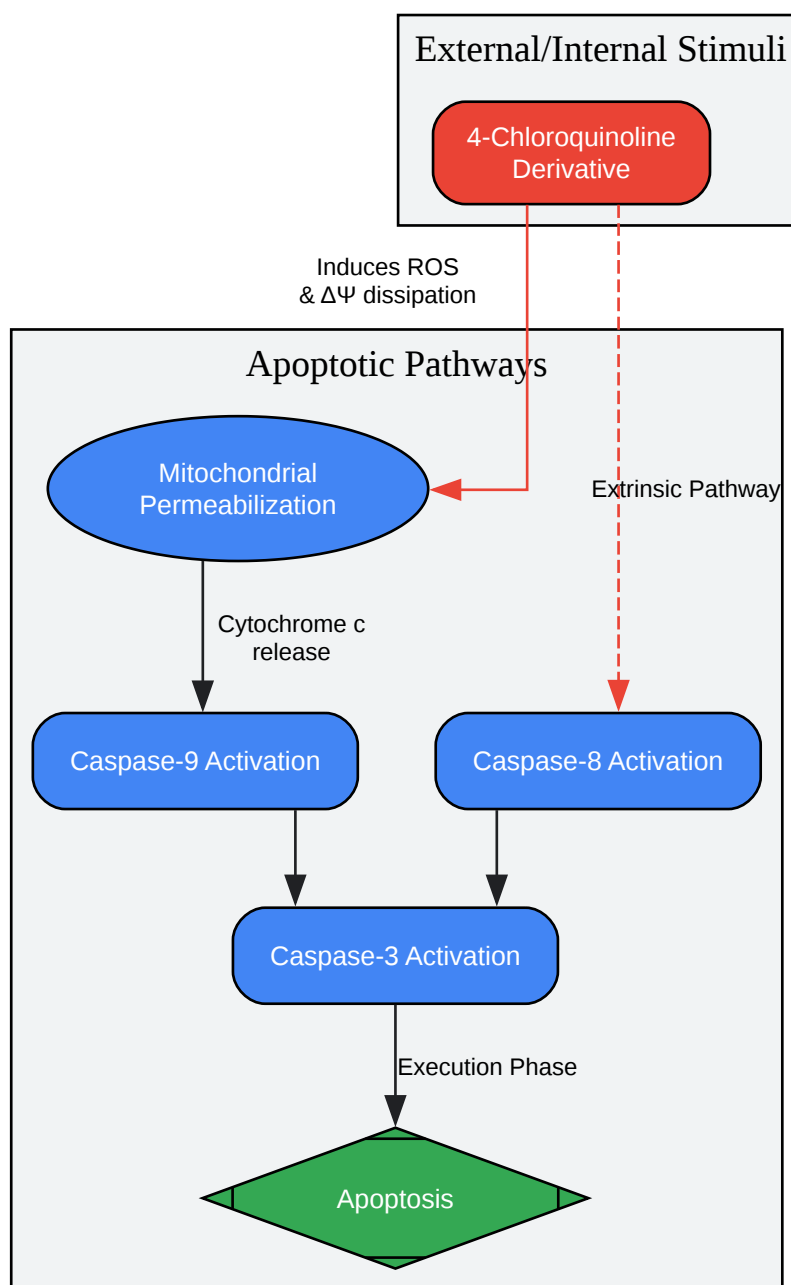 External/Internal Stimuli
4-Chloroquinoline
Derivative
Induces ROS
& ΔΨ dissipation
Apoptotic Pathways
Mitochondrial
Permeabilization
Extrinsic Pathway
Cytochrome c
release
Caspase-9 Activation
Caspase-8 Activation
Caspase-3 Activation
Execution Phase
Apoptosis